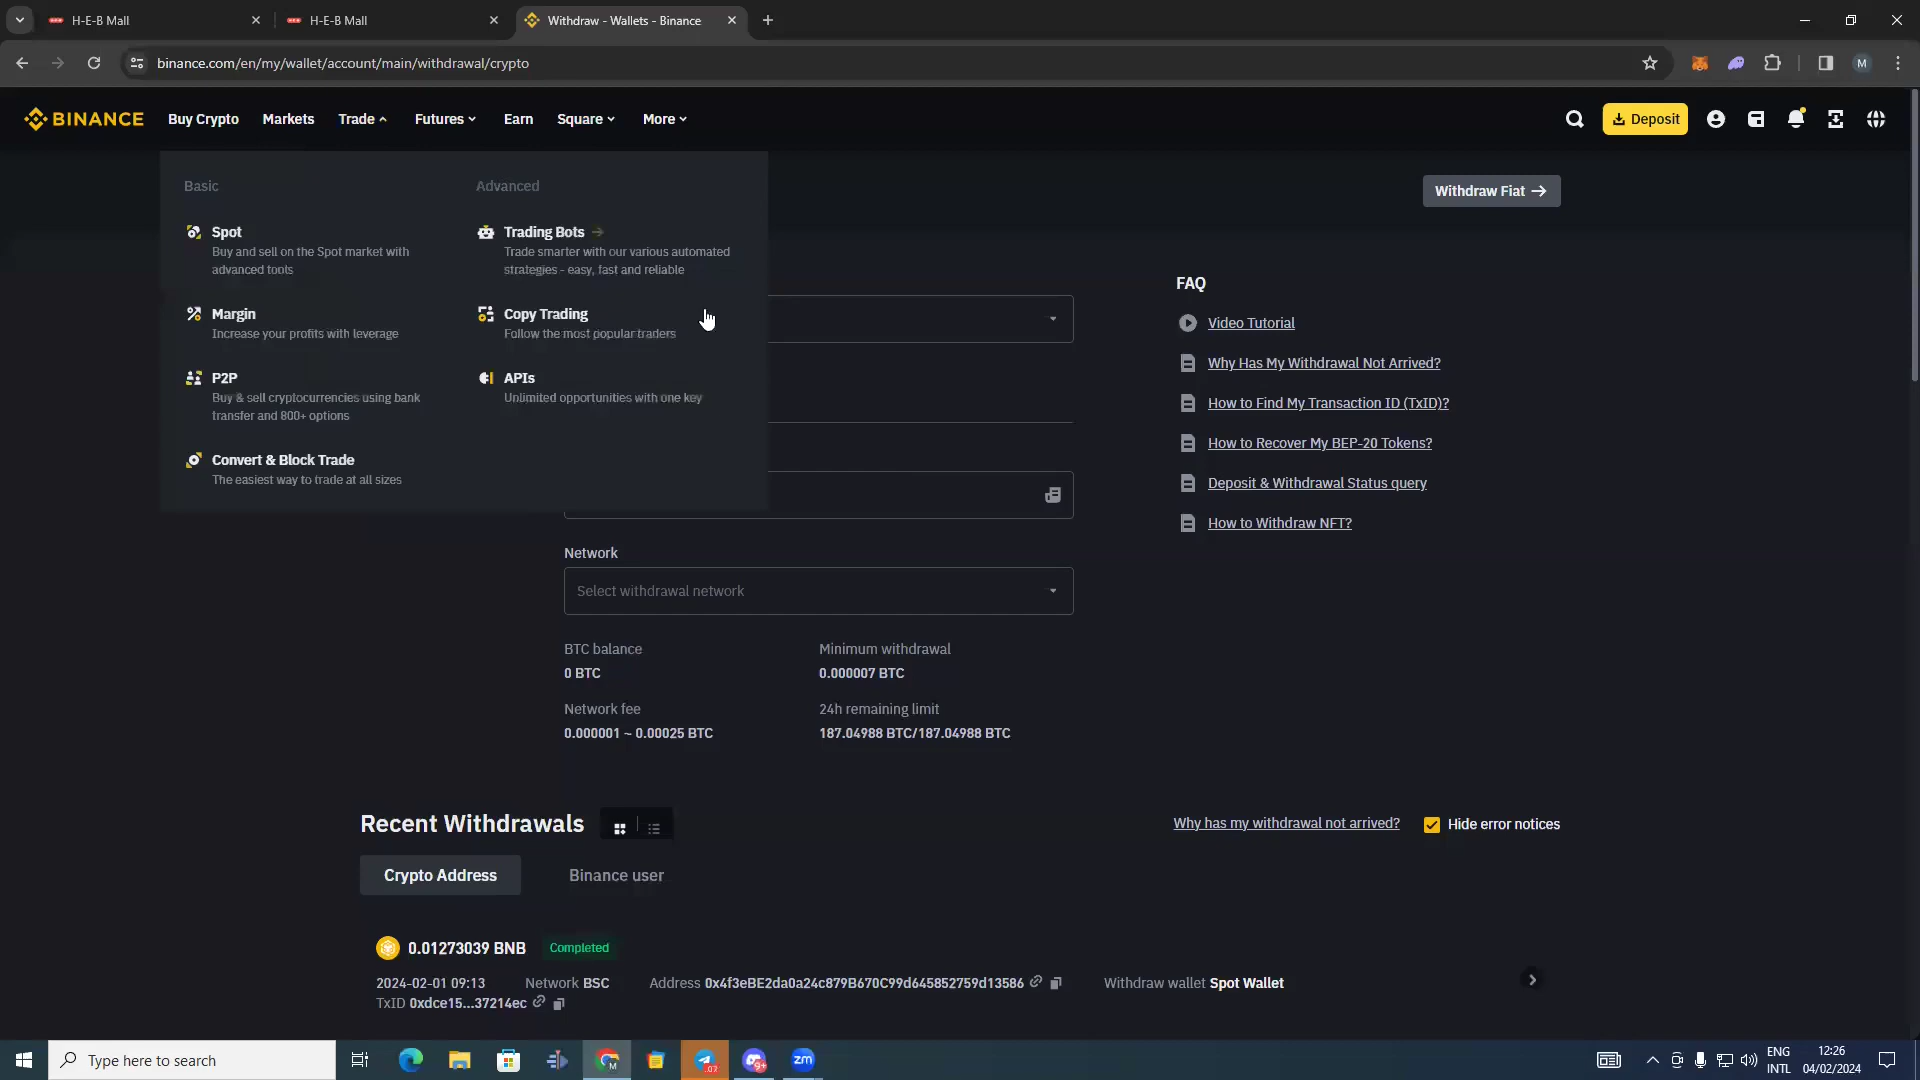 H-E-B Mall
H-E-B Mall
Withdraw - Wallets - Binance
binance.com/en/my/wallet/account/main/withdrawal/crypto
M
BINANCE
Buy Crypto
Markets
Trade
Futures
Earn
Square
More
Deposit
Basic
Advanced
Withdraw Fiat
Spot
Buy and sell on the Spot market with
advanced tools
Trading Bots
Trade smarter with our various automated
strategies - easy, fast and reliable
Margin
Increase your profits with leverage
Copy Trading
Follow the most popular traders
P2P
Buy & sell cryptocurrencies using bank
transfer and 800+ options
APIs
Unlimited opportunities with one key
Convert & Block Trade
The easiest way to trade at all sizes
FAQ
Video Tutorial
Why Has My Withdrawal Not Arrived?
How to Find My Transaction ID (TxID)?
How to Recover My BEP-20 Tokens?
Deposit & Withdrawal Status query
How to Withdraw NFT?
Network
Select withdrawal network
BTC balance
0 BTC
Minimum withdrawal
0.000007 BTC
Network fee
0.000001 ~ 0.00025 BTC
24h remaining limit
187.04988 BTC/187.04988 BTC
Recent Withdrawals
Why has my withdrawal not arrived?
Hide error notices
Crypto Address
Binance user
0.01273039 BNB
Completed
2024-02-01 09:13
Network BSC
Address 0x4f3eBE2da0a24c879B670C99d645852759d13586
Withdraw wallet Spot Wallet
TxID 0xdce15...37214ec
Type here to search
M
9+
zm
ENG
INTL
12:26
04/02/2024